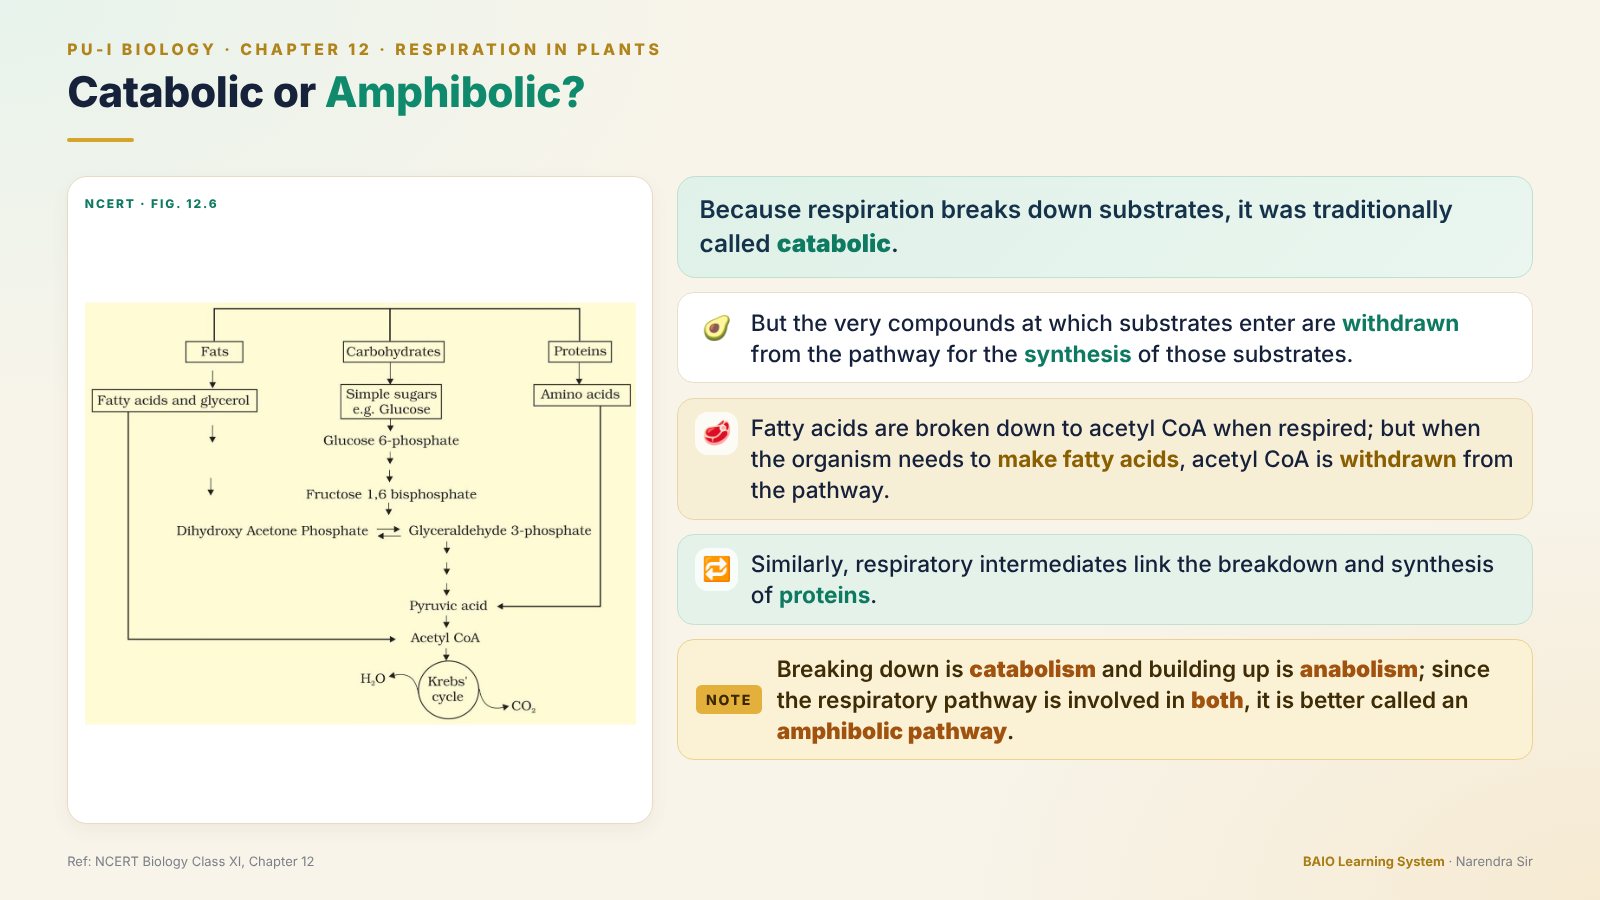 PU-I BIOLOGY · CHAPTER 12 · RESPIRATION IN PLANTS
Catabolic or Amphibolic?
NCERT · FIG. 12.6
Fats
Carbohydrates
Proteins
Fatty acids and glycerol
Simple sugars
e.g. Glucose
Amino acids
Glucose 6-phosphate
Fructose 1,6 bisphosphate
Dihydroxy Acetone Phosphate
Glyceraldehyde 3-phosphate
Pyruvic acid
Acetyl CoA
H₂O
Krebs'
cycle
CO₂
Because respiration breaks down substrates, it was traditionally
called catabolic.
But the very compounds at which substrates enter are withdrawn
from the pathway for the synthesis of those substrates.
Fatty acids are broken down to acetyl CoA when respired; but when
the organism needs to make fatty acids, acetyl CoA is withdrawn from
the pathway.
Similarly, respiratory intermediates link the breakdown and synthesis
of proteins.
NOTE
Breaking down is catabolism and building up is anabolism; since
the respiratory pathway is involved in both, it is better called an
amphibolic pathway.
Ref: NCERT Biology Class XI, Chapter 12
BAIO Learning System · Narendra Sir